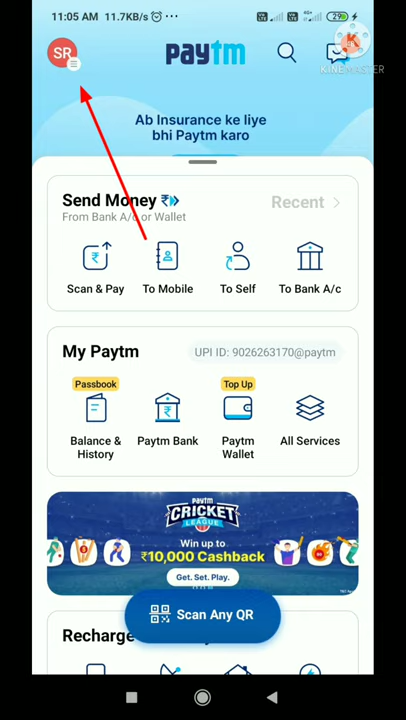 11:05 AM 11.7KB/s
29
SR
paytm
K
KINEMASTER
Ab Insurance ke liye
bhi Paytm karo
Send Money
Recent >
From Bank A/c or Wallet
Scan & Pay
To Mobile
To Self
To Bank A/c
My Paytm
UPI ID: 9026263170@paytm
Passbook
Top Up
Balance &
History
Paytm Bank
Paytm
Wallet
All Services
paytm
CRICKET
LEAGUE
Win up to
₹10,000 Cashback
Get. Set. Play.
Scan Any QR
Recharge